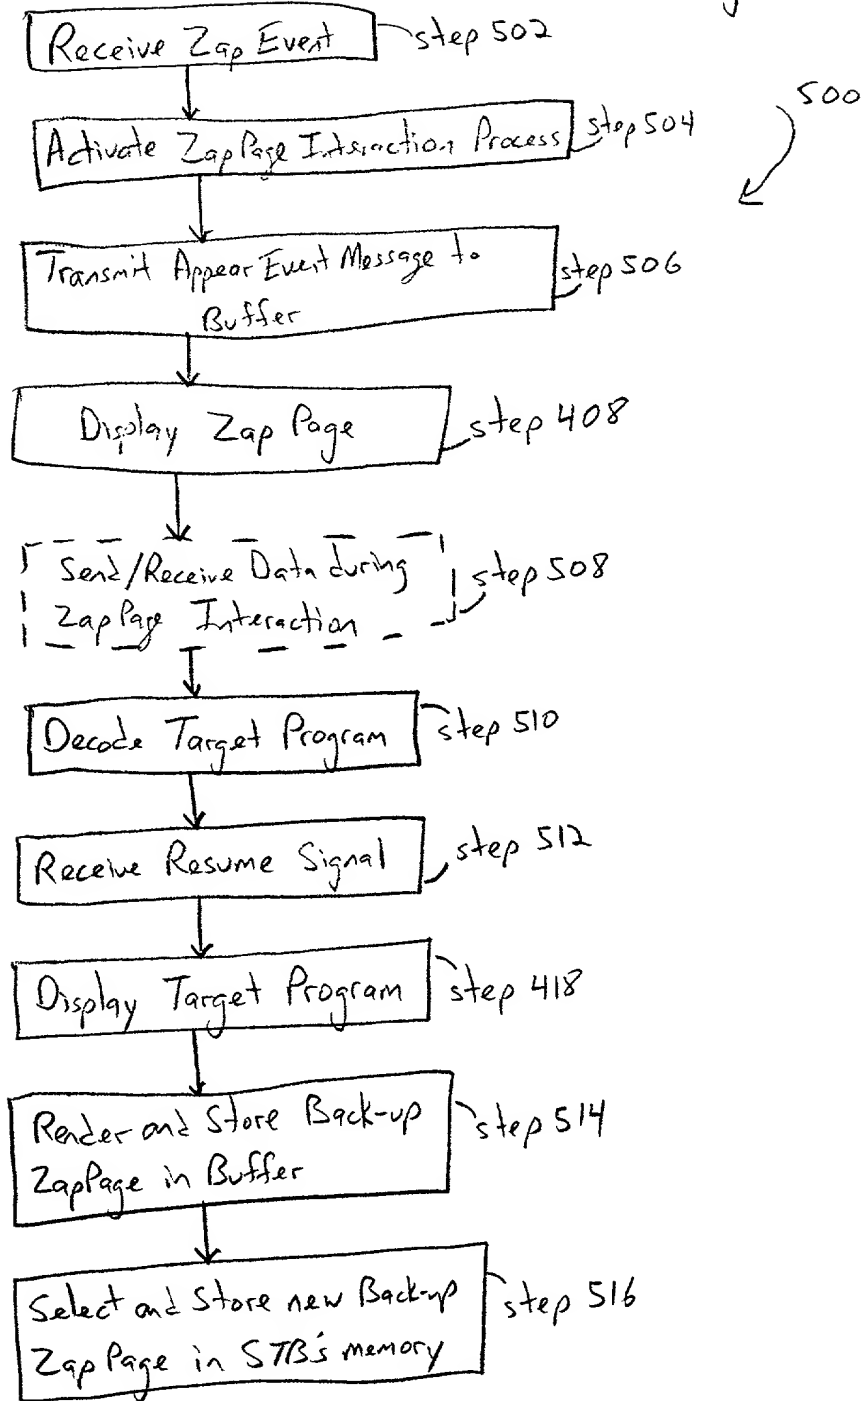 Receive Zap Event
step 502
500
Activate ZapPage Interaction Process
step 504
Transmit Appear Event Message to
Buffer
step 506
Display Zap Page
step 408
Send/Receive Data during
ZapPage Interaction
step 508
Decode Target Program
step 510
Receive Resume Signal
step 512
Display Target Program
step 418
Render and Store Back-up
ZapPage in Buffer
step 514
Select and Store new Back-up
Zap Page in STB's memory
step 516